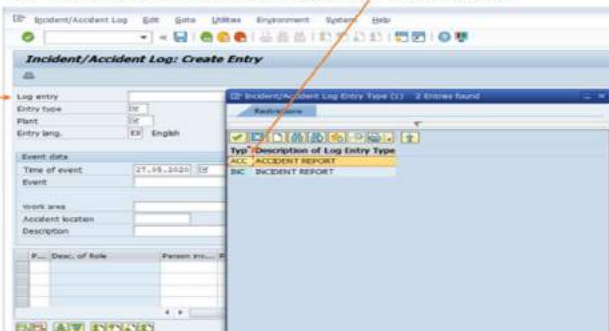 Incident/Accident Log Edit Goto Utilities Environment System Help
Incident/Accident Log: Create Entry
Log entry
Entry type
Plant
Entry lang. EN English
Event data
Time of event 27.05.2020
Event
Work area
Accident location
Description
P... Desc. of Role Person inv...
Incident/Accident Log Entry Type (1) 2 Entries found
Restrictions
Typ Description of Log Entry Type
ACC ACCIDENT REPORT
INC INCIDENT REPORT